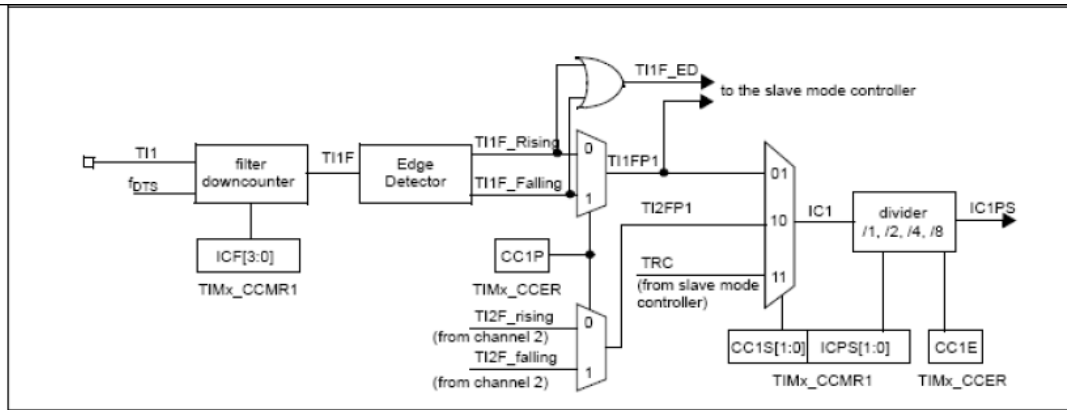 TI1F_ED
to the slave mode controller
TI1
f_DTS
filter
downcounter
TI1F
Edge
Detector
TI1F_Rising
TI1F_Falling
0
1
TI1FP1
TI2FP1
01
10
11
IC1
divider
/1, /2, /4, /8
IC1PS
ICF[3:0]
TIMx_CCMR1
CC1P
TIMx_CCER
TRC
(from slave mode
controller)
TI2F_rising
(from channel 2)
TI2F_falling
(from channel 2)
0
1
CC1S[1:0]
ICPS[1:0]
TIMx_CCMR1
CC1E
TIMx_CCER